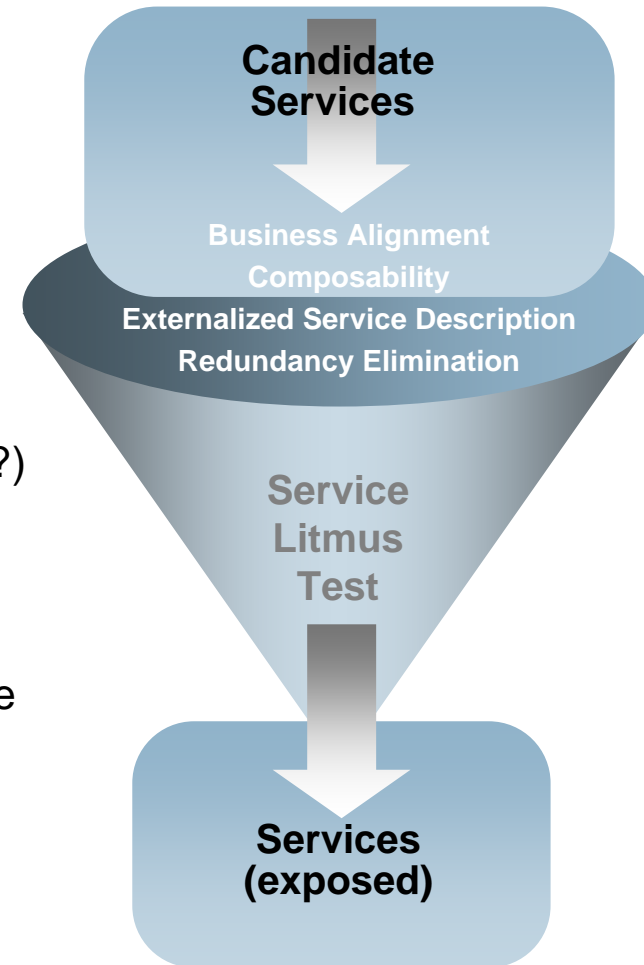 Candidate
Services
Business Alignment
Composability
Externalized Service Description
Redundancy Elimination
?)
Service
Litmus
Test
e
Services
(exposed)